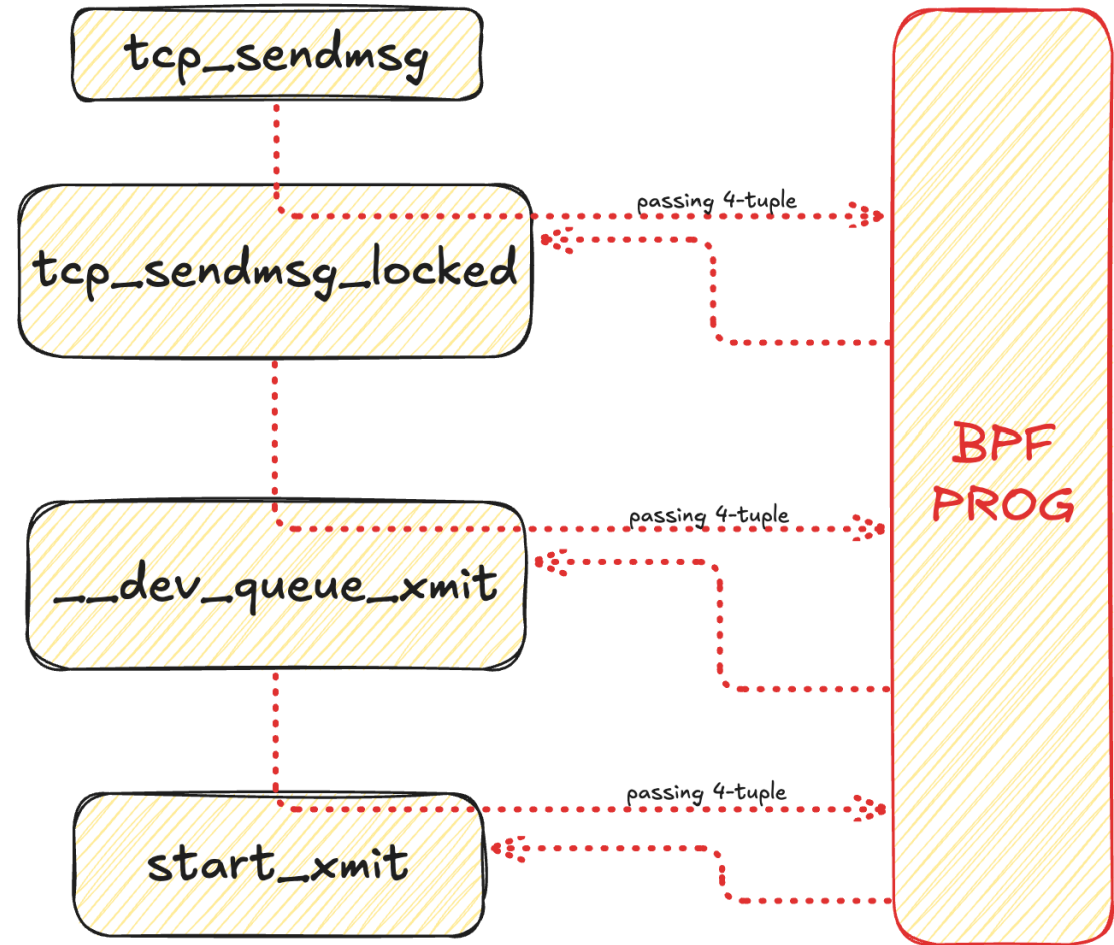 tcp_sendmsg
passing 4-tuple
tcp_sendmsg_locked
BPF
PROG
passing 4-tuple
__dev_queue_xmit
passing 4-tuple
start_xmit